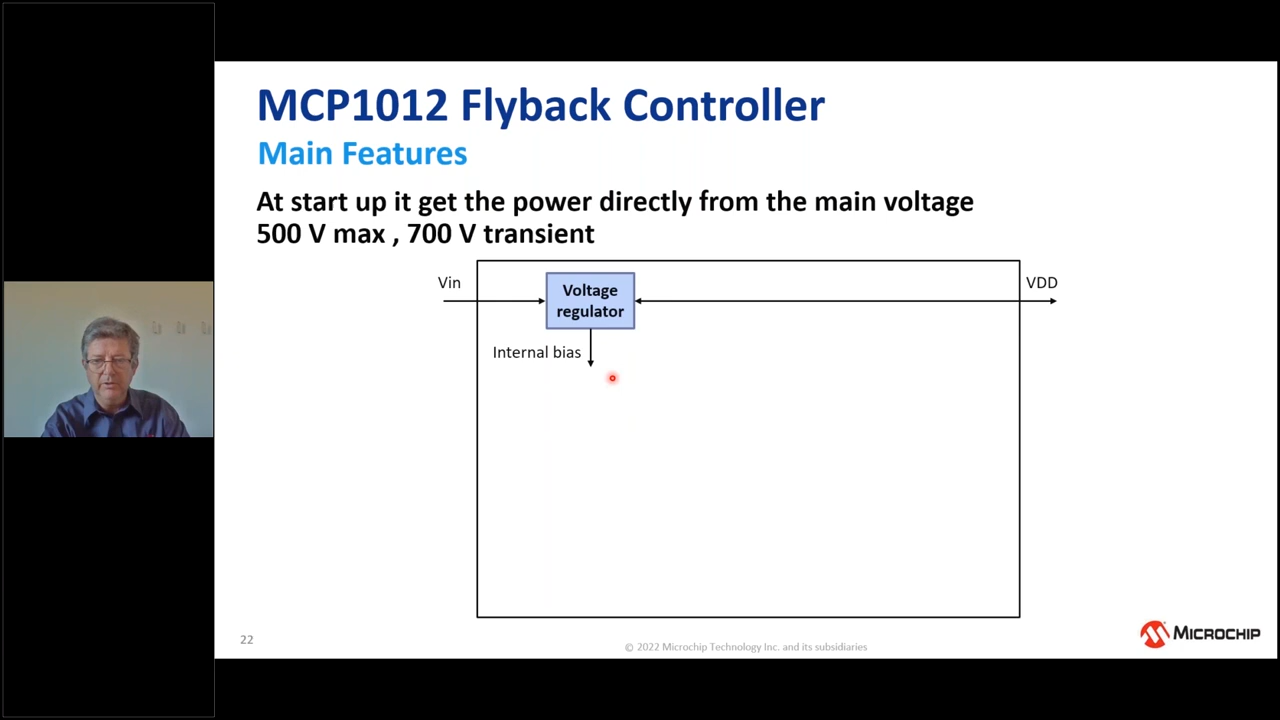 MCP1012 Flyback Controller
Main Features
At start up it get the power directly from the main voltage
500 V max , 700 V transient
Vin
Voltage
regulator
VDD
Internal bias
22
© 2022 Microchip Technology Inc. and its subsidiaries
MICROCHIP